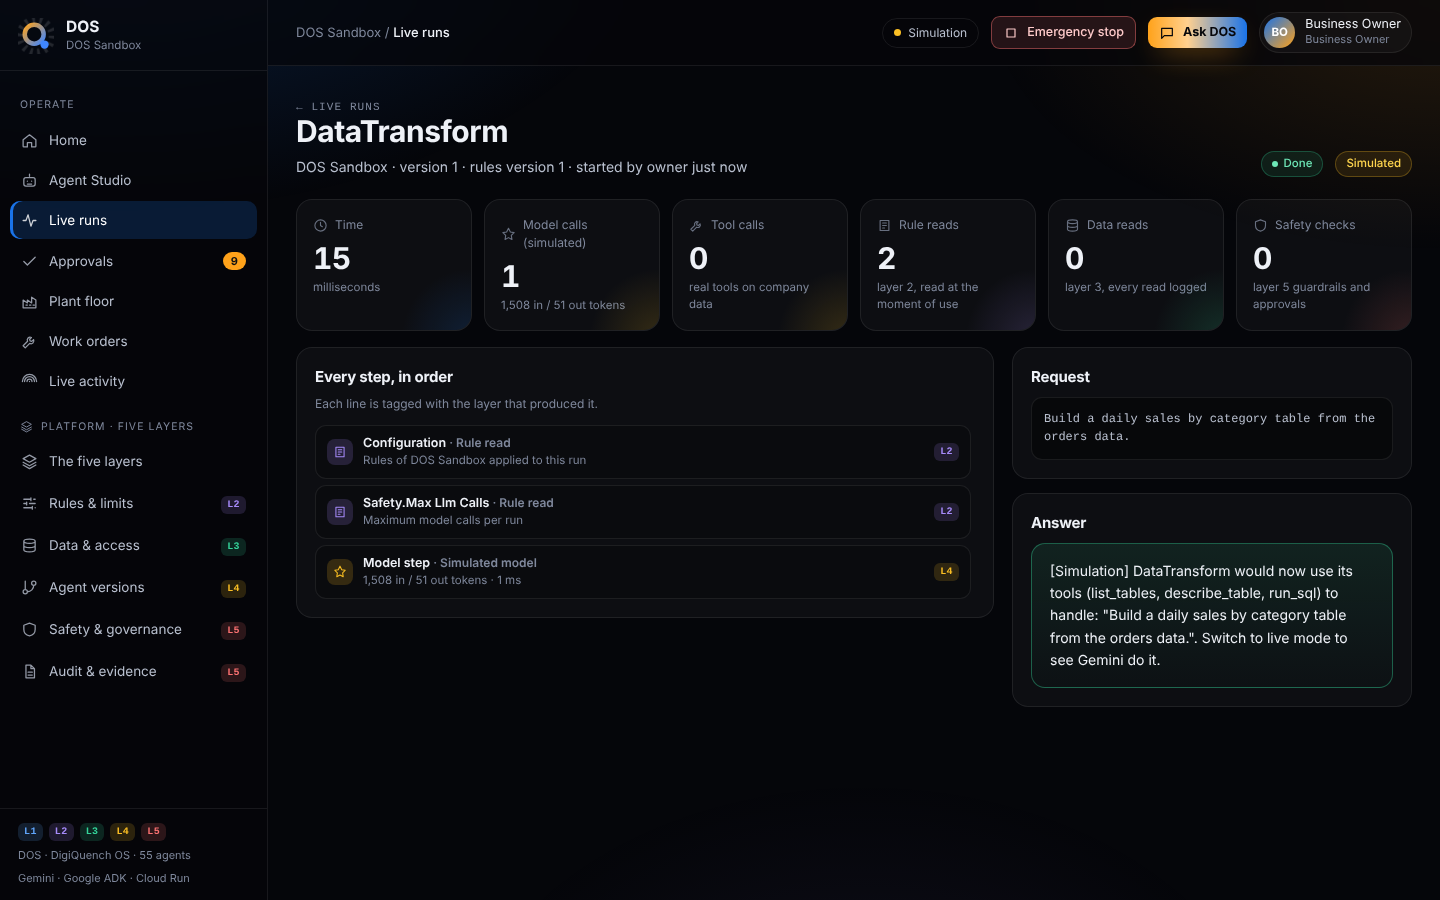 DOS
DOS Sandbox
OPERATE
Home
Agent Studio
Live runs
Approvals
9
Plant floor
Work orders
Live activity
PLATFORM · FIVE LAYERS
The five layers
Rules & limits
L2
Data & access
L3
Agent versions
L4
Safety & governance
L5
Audit & evidence
L5
L1 L2 L3 L4 L5
DOS · DigiQuench OS · 55 agents
Gemini · Google ADK · Cloud Run
DOS Sandbox / Live runs
Simulation
Emergency stop
Ask DOS
BO
Business Owner
Business Owner
← LIVE RUNS
DataTransform
DOS Sandbox · version 1 · rules version 1 · started by owner just now
Done
Simulated
Time
15
milliseconds
Model calls
(simulated)
1
1,508 in / 51 out tokens
Tool calls
0
real tools on company
data
Rule reads
2
layer 2, read at the
moment of use
Data reads
0
layer 3, every read logged
Safety checks
0
layer 5 guardrails and
approvals
Every step, in order
Each line is tagged with the layer that produced it.
Configuration · Rule read
Rules of DOS Sandbox applied to this run
L2
Safety.Max Llm Calls · Rule read
Maximum model calls per run
L2
Model step · Simulated model
1,508 in / 51 out tokens · 1 ms
L4
Request
Build a daily sales by category table from the
orders data.
Answer
[Simulation] DataTransform would now use its
tools (list_tables, describe_table, run_sql) to
handle: "Build a daily sales by category table
from the orders data.". Switch to live mode to
see Gemini do it.